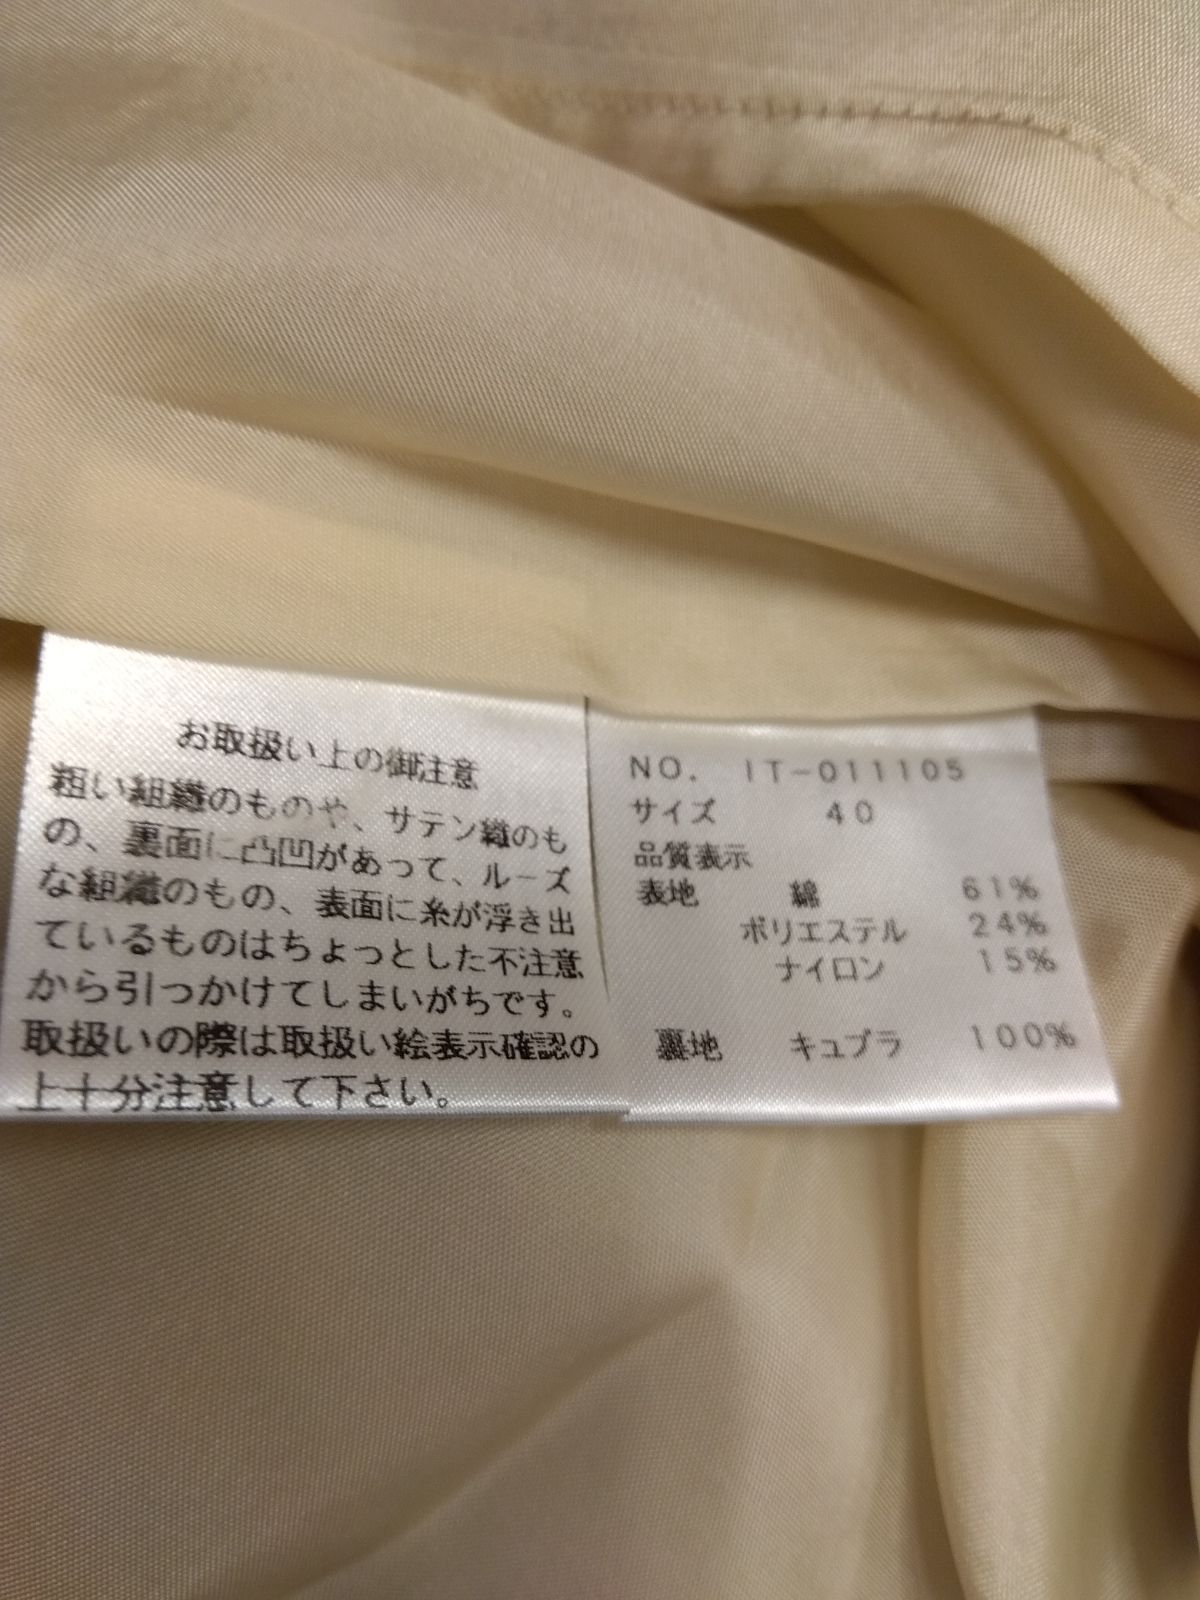 お取扱い上の御注意
粗い組織のものや、サテン織のも
の、裏面に凸凹があって、ルーズ
な組織のもの、表面に糸が浮き出
ているものはちょっとした不注意
から引っかけてしまいがちです。
取扱いの際は取扱い絵表示確認の
上十分注意して下さい。
NO. IT-011105
サイズ 40
品質表示
表地 綿 61%
ポリエステル 24%
ナイロン 15%
裏地 キュプラ 100%